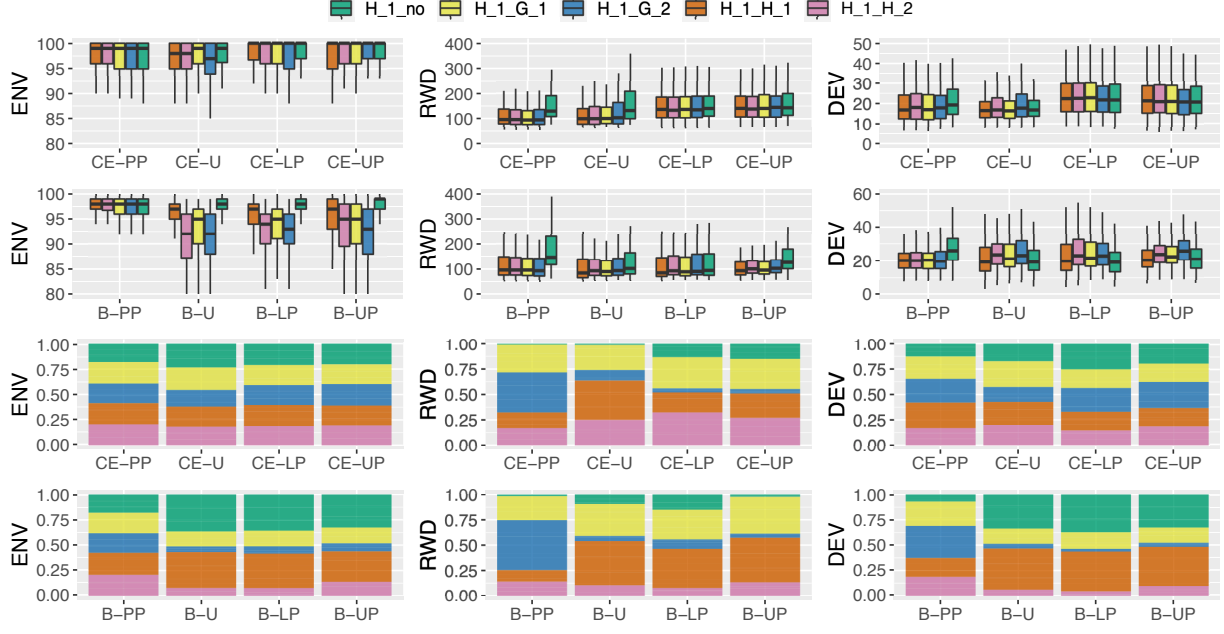 H_1_no H_1_G_1 H_1_G_2 H_1_H_1 H_1_H_2
ENV 100 95 90 85 80 CE−PP CE−U CE−LP CE−UP
RWD 400 300 200 100 0 CE−PP CE−U CE−LP CE−UP
DEV 50 40 30 20 10 0 CE−PP CE−U CE−LP CE−UP
ENV 100 95 90 85 80 B−PP B−U B−LP B−UP
RWD 400 300 200 100 0 B−PP B−U B−LP B−UP
DEV 60 40 20 0 B−PP B−U B−LP B−UP
ENV 1.00 0.75 0.50 0.25 0.00 CE−PP CE−U CE−LP CE−UP
RWD 1.00 0.75 0.50 0.25 0.00 CE−PP CE−U CE−LP CE−UP
DEV 1.00 0.75 0.50 0.25 0.00 CE−PP CE−U CE−LP CE−UP
ENV 1.00 0.75 0.50 0.25 0.00 B−PP B−U B−LP B−UP
RWD 1.00 0.75 0.50 0.25 0.00 B−PP B−U B−LP B−UP
DEV 1.00 0.75 0.50 0.25 0.00 B−PP B−U B−LP B−UP